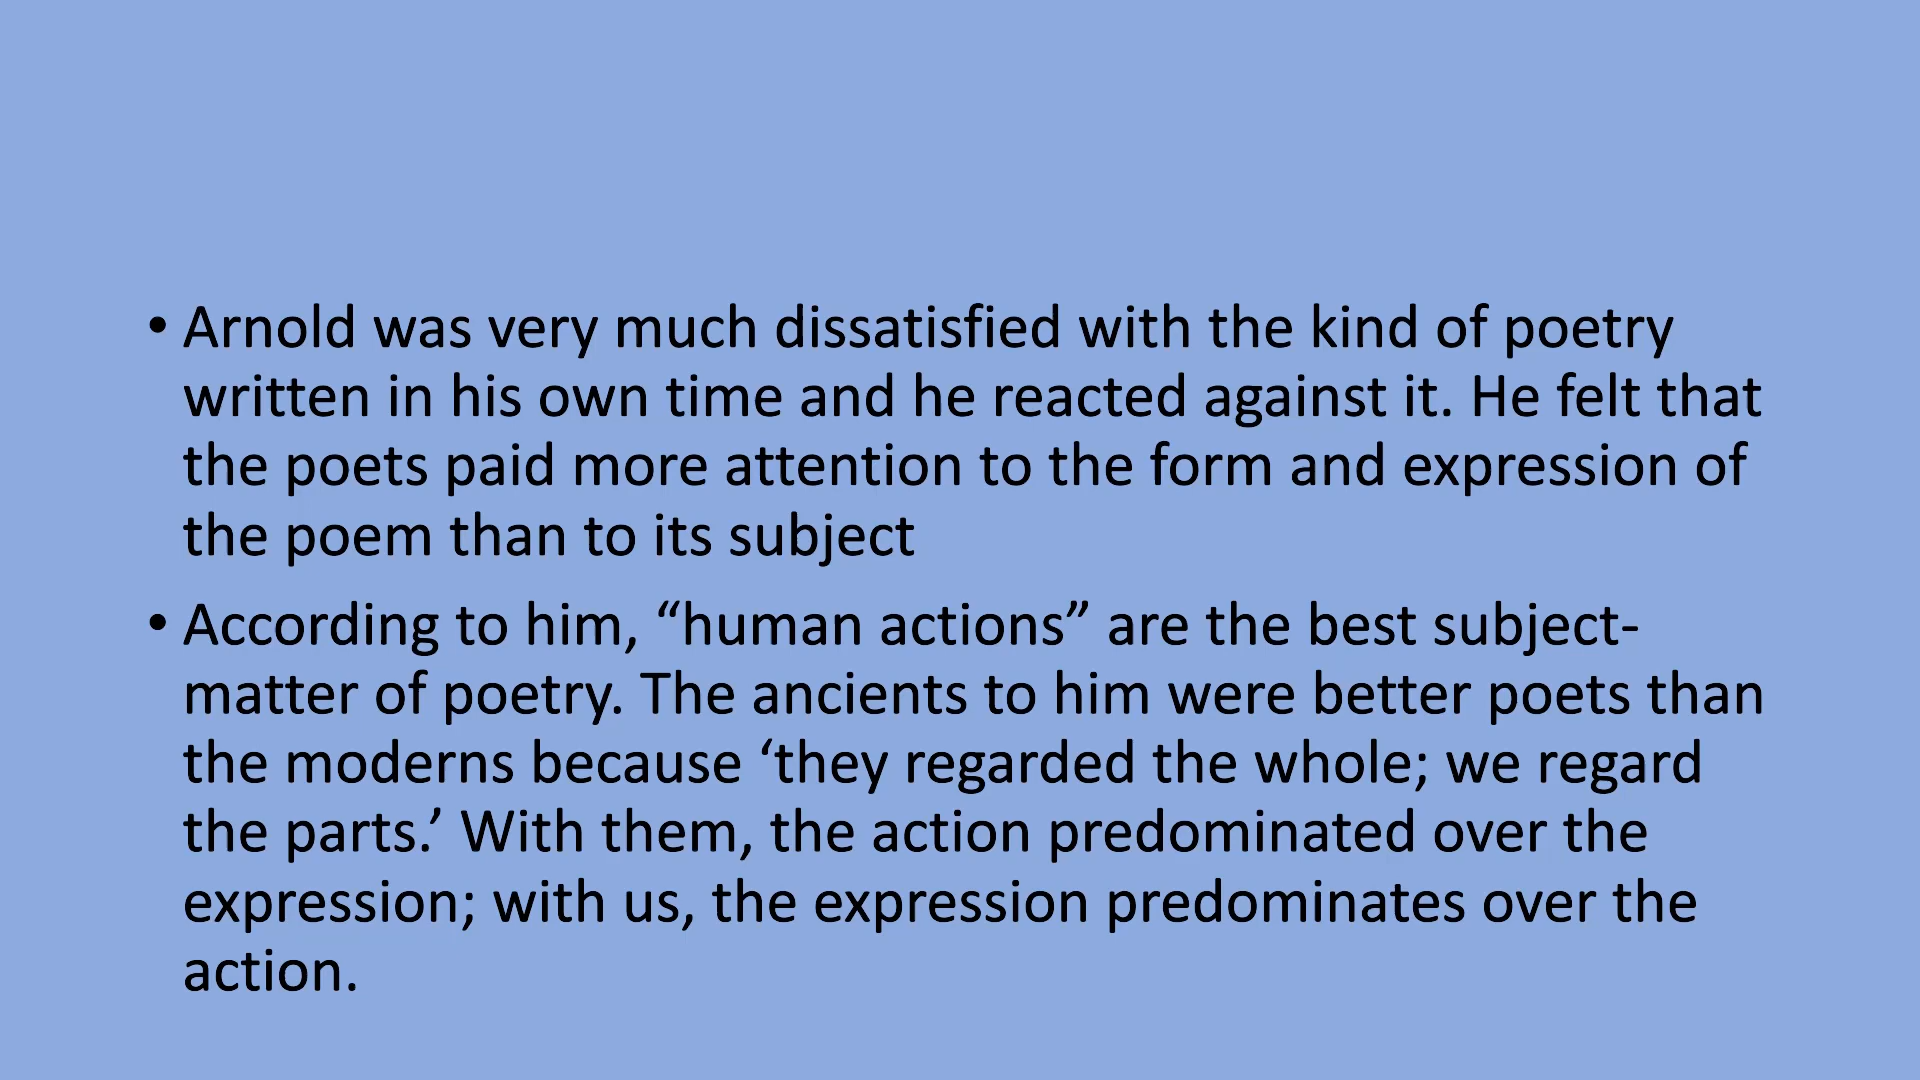 • Arnold was very much dissatisfied with the kind of poetry
written in his own time and he reacted against it. He felt that
the poets paid more attention to the form and expression of
the poem than to its subject
• According to him, “human actions” are the best subject-
matter of poetry. The ancients to him were better poets than
the moderns because ‘they regarded the whole; we regard
the parts.’ With them, the action predominated over the
expression; with us, the expression predominates over the
action.